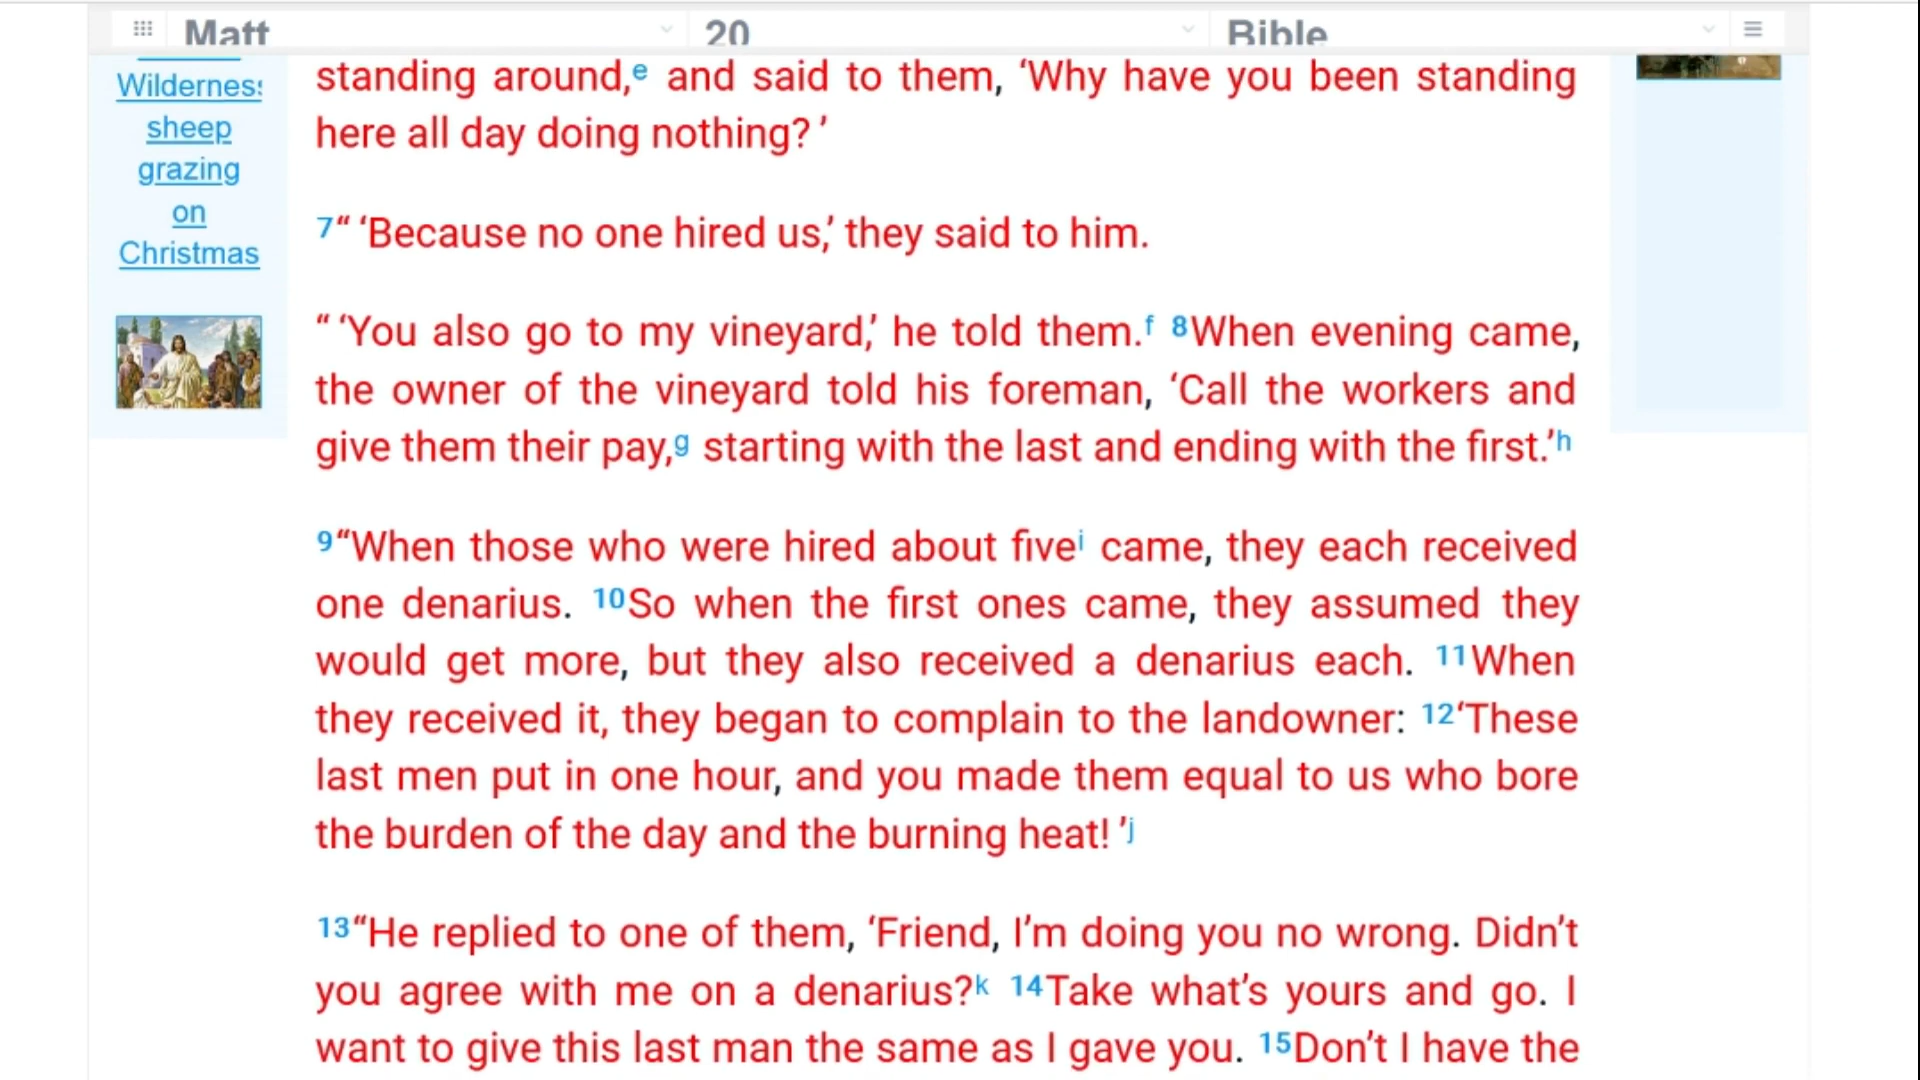 Matt
20
Bible
Wilderness
sheep
grazing
on
Christmas
standing around,e and said to them, ‘Why have you been standing
here all day doing nothing? ’
7“ ‘Because no one hired us,’ they said to him.
“ ‘You also go to my vineyard,’ he told them.f 8When evening came,
the owner of the vineyard told his foreman, ‘Call the workers and
give them their pay,g starting with the last and ending with the first.’h
9“When those who were hired about fivei came, they each received
one denarius. 10So when the first ones came, they assumed they
would get more, but they also received a denarius each. 11When
they received it, they began to complain to the landowner: 12‘These
last men put in one hour, and you made them equal to us who bore
the burden of the day and the burning heat! ’j
13“He replied to one of them, ‘Friend, I’m doing you no wrong. Didn’t
you agree with me on a denarius?k 14Take what’s yours and go. I
want to give this last man the same as I gave you. 15Don’t I have the